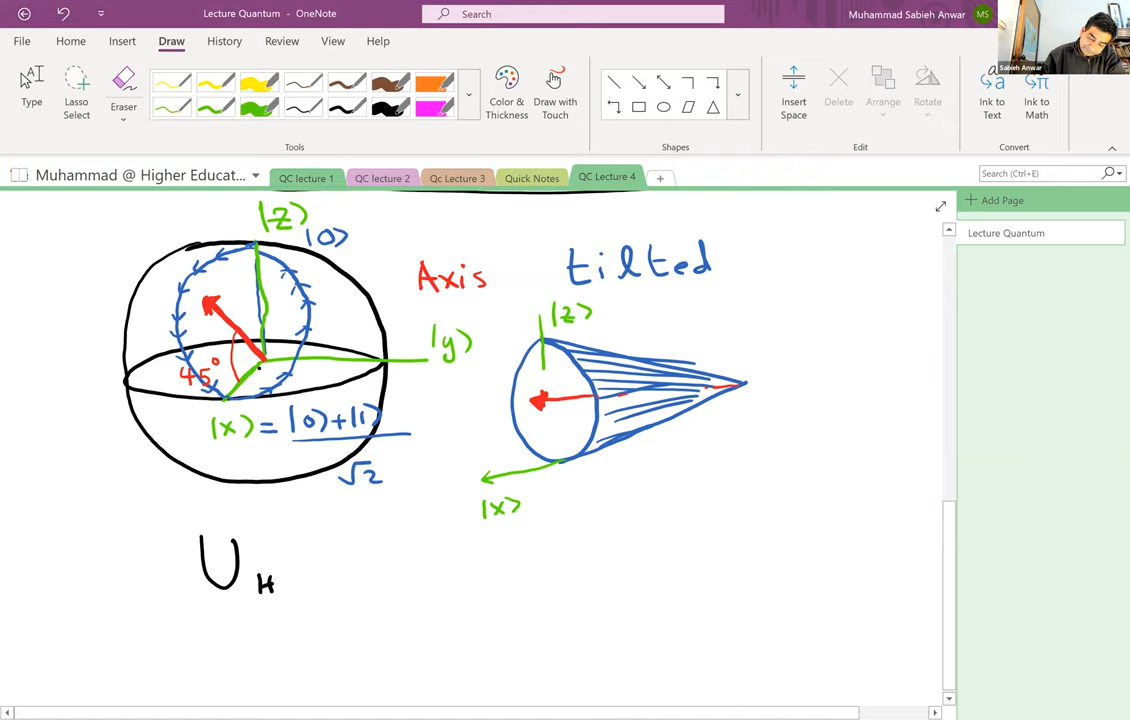 Lecture Quantum - OneNote
Search
Muhammad Sabieh Anwar
MS
Sabieh Anwar
File Home Insert Draw History Review View Help
Type
Lasso Select
Eraser
Color & Thickness
Draw with Touch
Insert Space
Delete
Arrange
Rotate
Ink to Text
Ink to Math
Tools
Shapes
Edit
Convert
Muhammad @ Higher Educat...
QC lecture 1
QC lecture 2
Qc Lecture 3
Quick Notes
QC Lecture 4
Search (Ctrl+E)
Add Page
Lecture Quantum
|z⟩
|0⟩
Axis
tilted
|z⟩
|y⟩
45°
|x⟩ = |0⟩+|1⟩
√2
|x⟩
U H